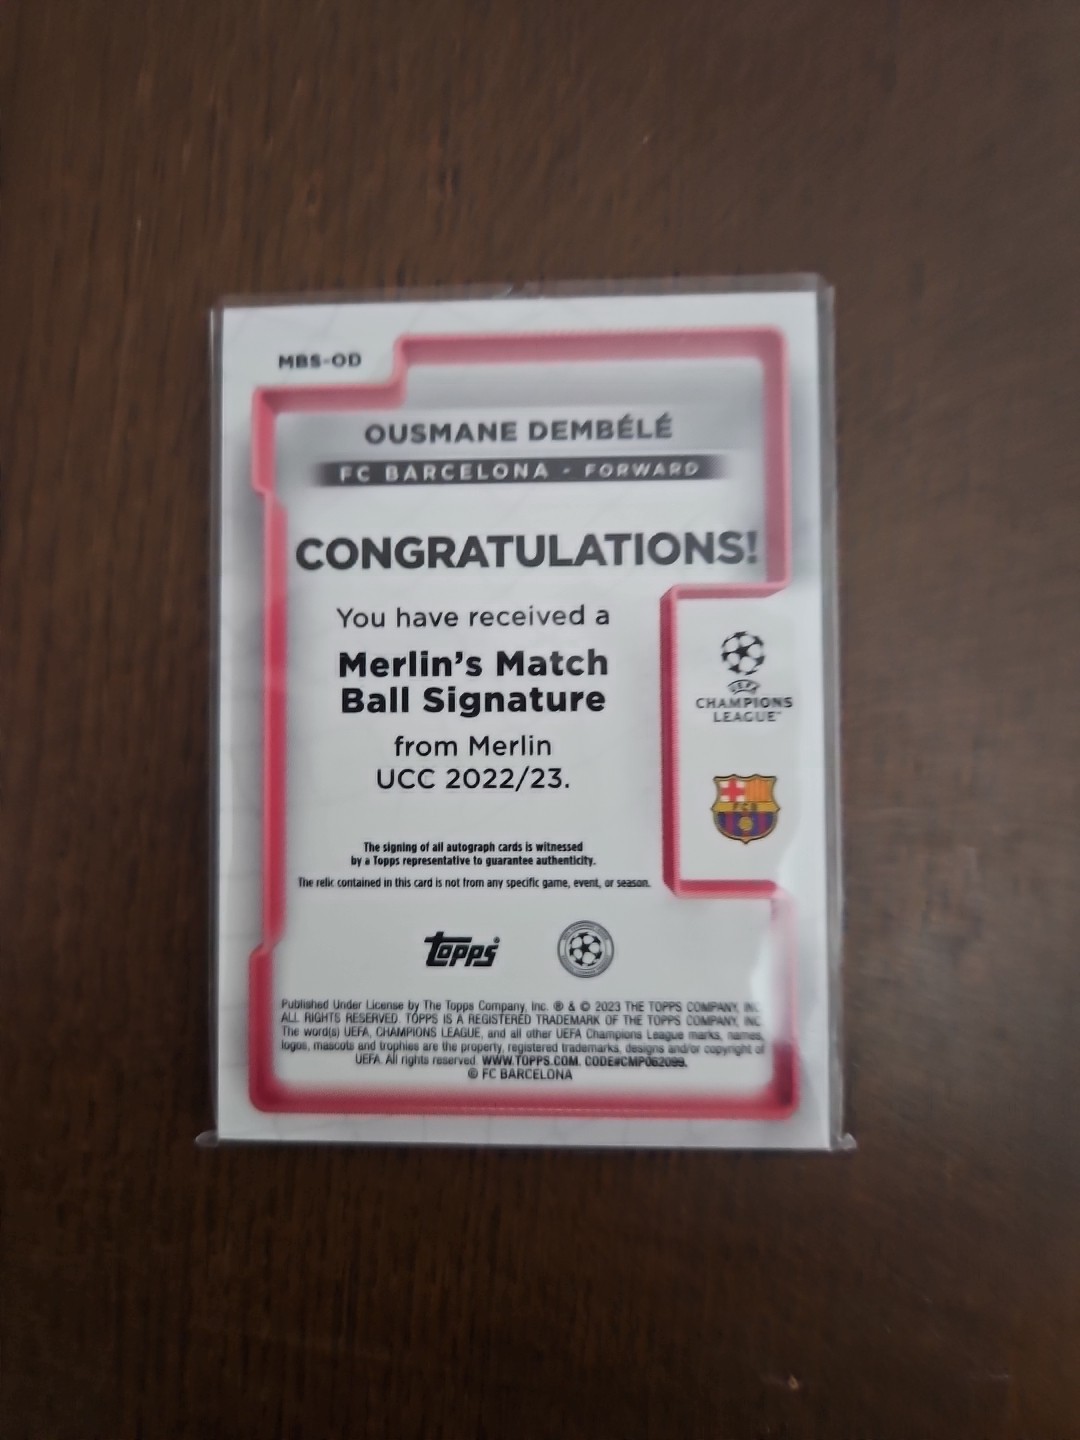 MBS-OD
OUSMANE DEMBÉLÉ
FC BARCELONA - FORWARD
CONGRATULATIONS!
You have received a
Merlin's Match
Ball Signature
from Merlin
UCC 2022/23.
UEFA
CHAMPIONS
LEAGUE
FCB
The signing of all autograph cards is witnessed
by a Topps representative to guarantee authenticity.
The relic contained in this card is not from any specific game, event, or season.
topps
Published Under License by The Topps Company, Inc. ® & © 2023 THE TOPPS COMPANY, INC.
ALL RIGHTS RESERVED. TOPPS IS A REGISTERED TRADEMARK OF THE TOPPS COMPANY, INC.
The word(s) UEFA, CHAMPIONS LEAGUE, and all other UEFA Champions League marks, names,
logos, mascots and trophies are the property, registered trademarks, designs and/or copyright of
UEFA. All rights reserved. WWW.TOPPS.COM. CODE#CMP062099.
© FC BARCELONA